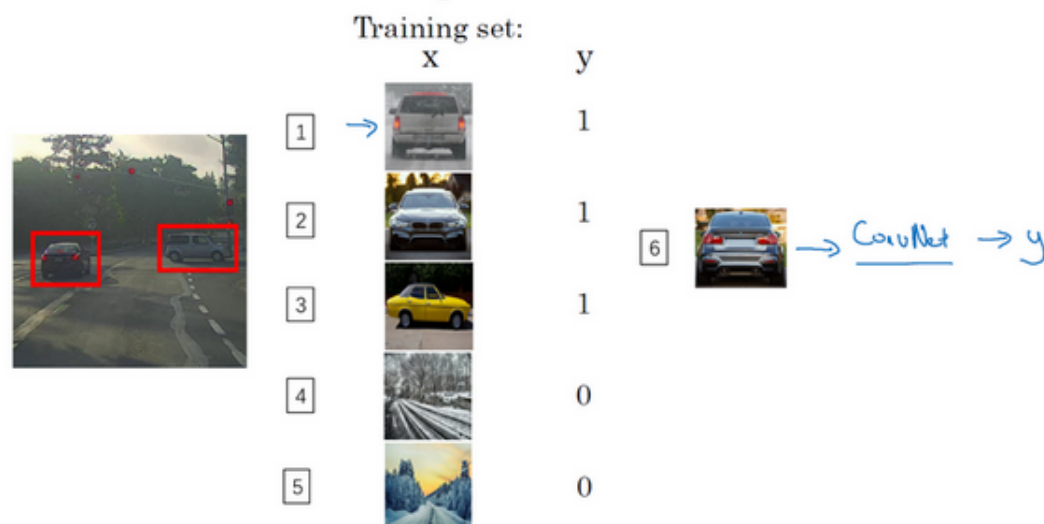 Training set:
x y
1 → 1
2 1
6 → ConvNet → y
3 1
4 0
5 0